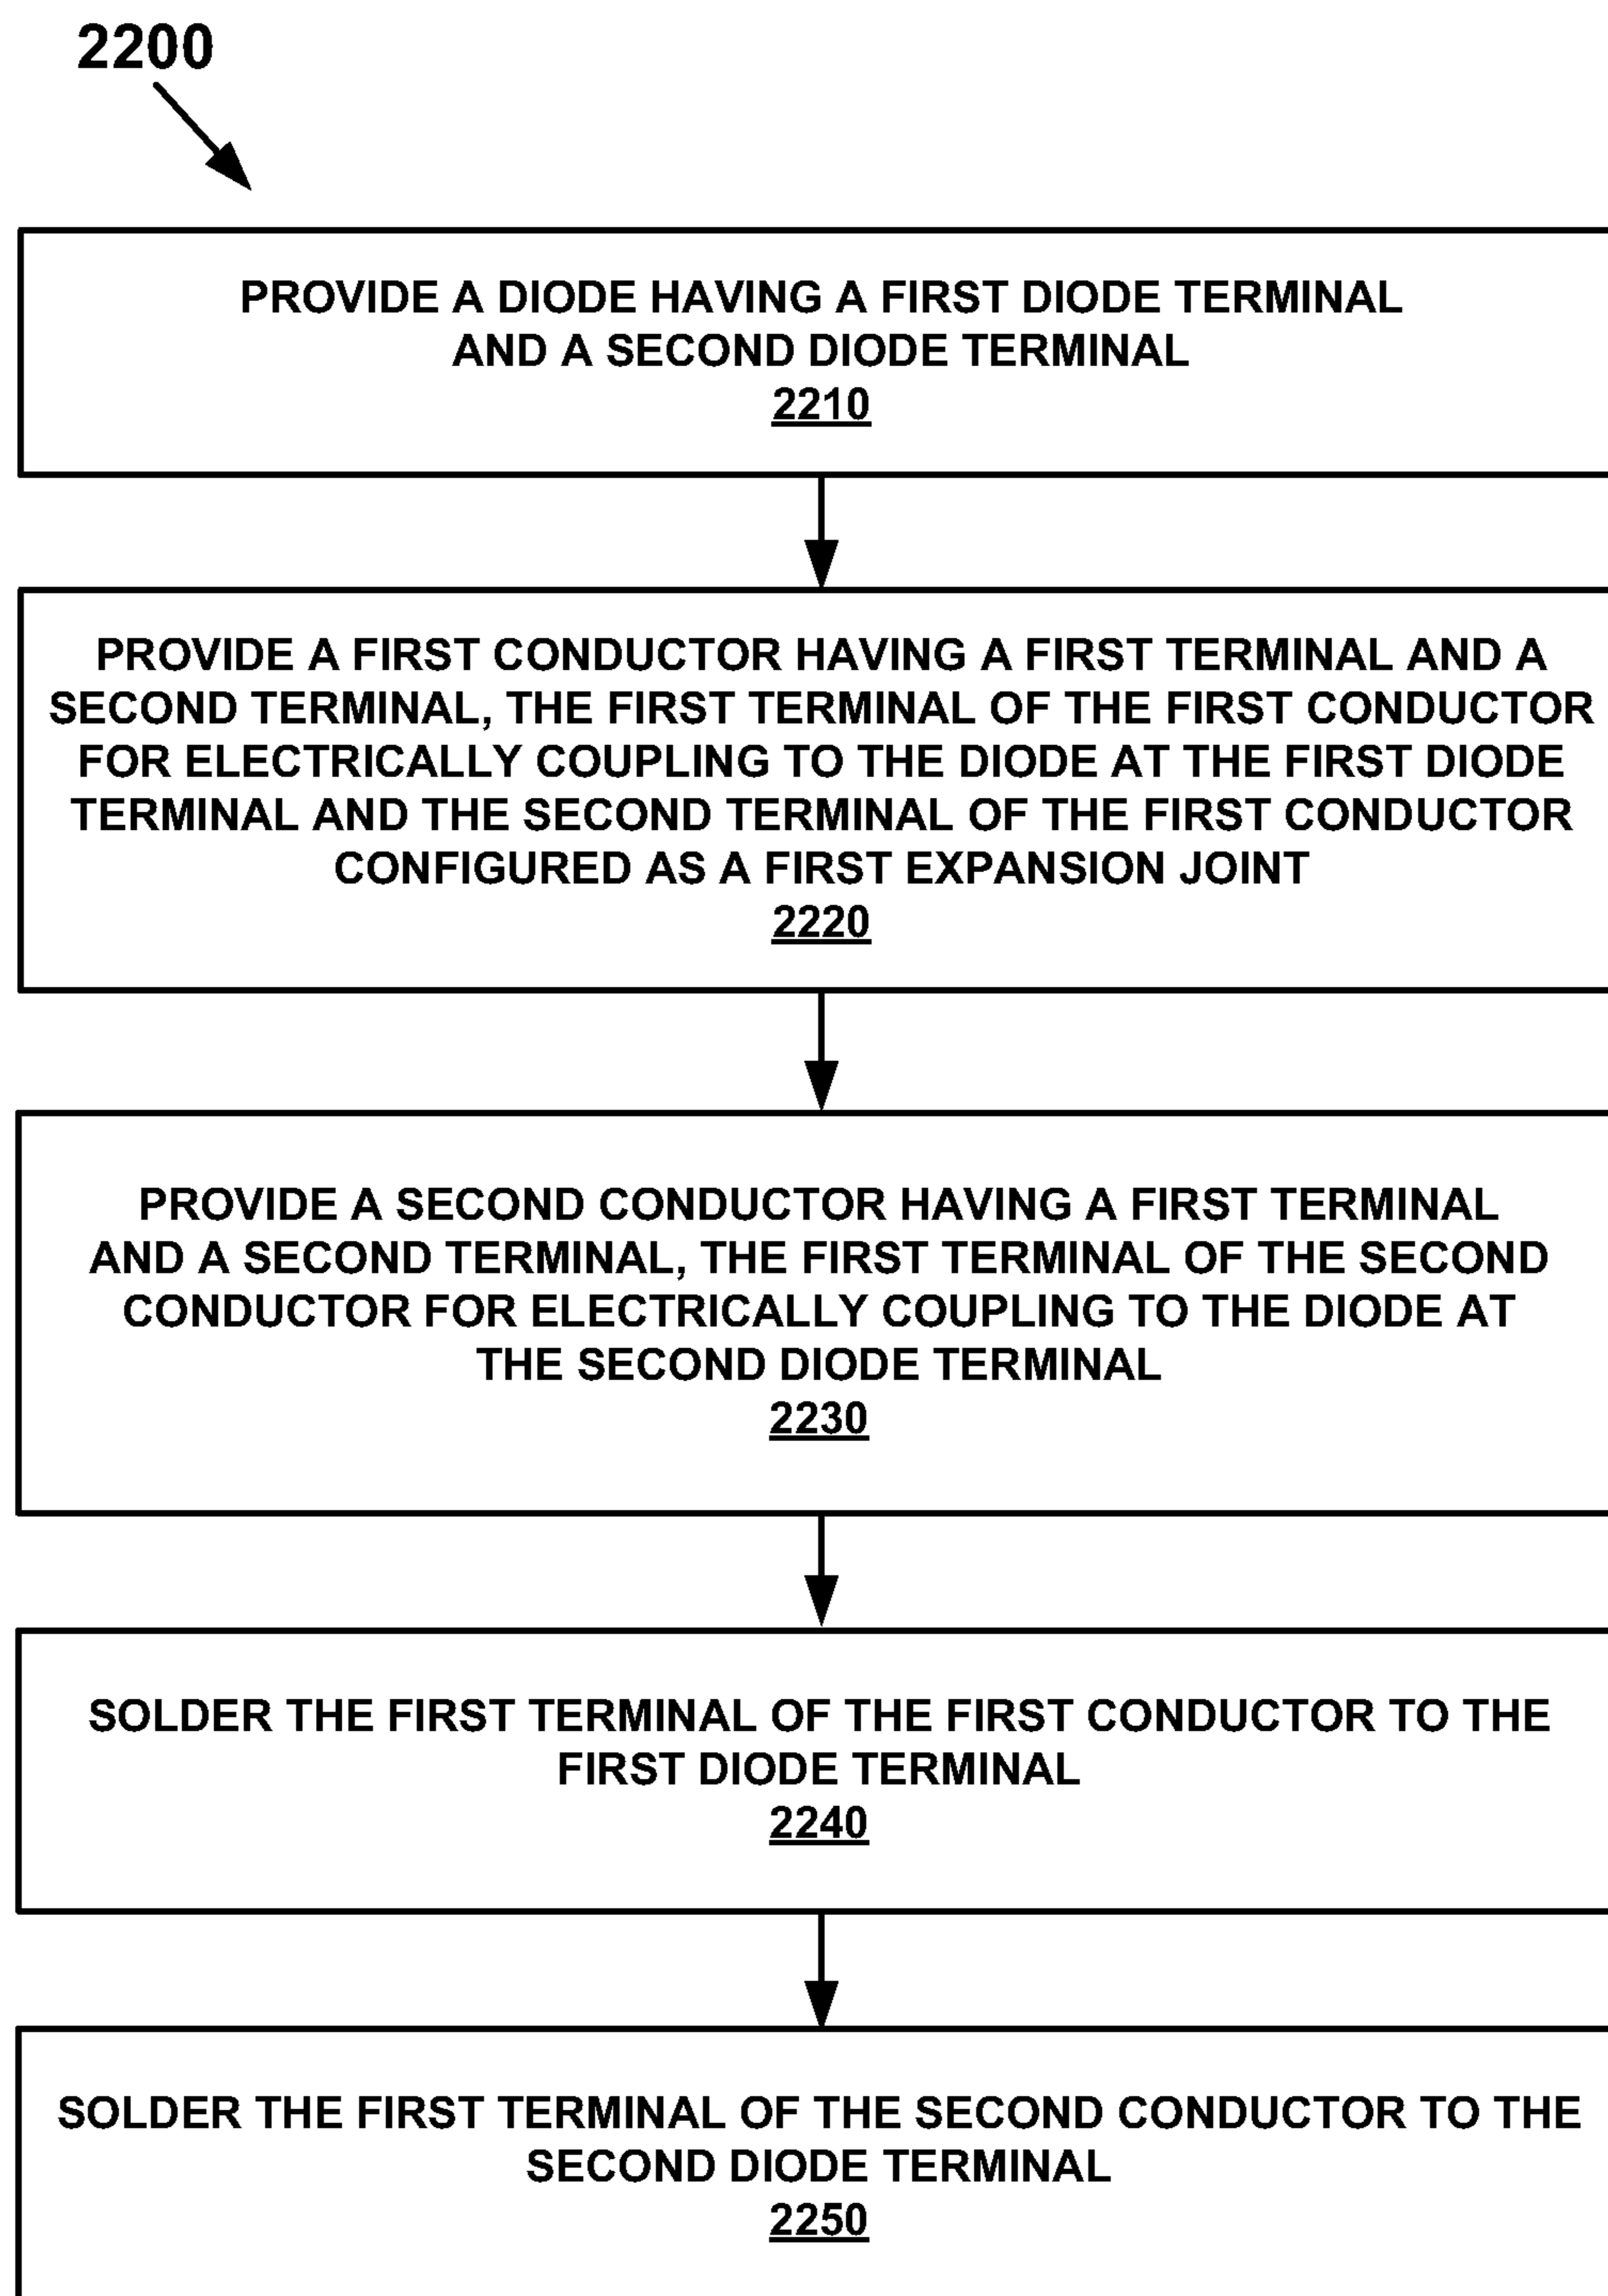 2200
PROVIDE A DIODE HAVING A FIRST DIODE TERMINAL
AND A SECOND DIODE TERMINAL
2210
PROVIDE A FIRST CONDUCTOR HAVING A FIRST TERMINAL AND A
SECOND TERMINAL, THE FIRST TERMINAL OF THE FIRST CONDUCTOR
FOR ELECTRICALLY COUPLING TO THE DIODE AT THE FIRST DIODE
TERMINAL AND THE SECOND TERMINAL OF THE FIRST CONDUCTOR
CONFIGURED AS A FIRST EXPANSION JOINT
2220
PROVIDE A SECOND CONDUCTOR HAVING A FIRST TERMINAL
AND A SECOND TERMINAL, THE FIRST TERMINAL OF THE SECOND
CONDUCTOR FOR ELECTRICALLY COUPLING TO THE DIODE AT
THE SECOND DIODE TERMINAL
2230
SOLDER THE FIRST TERMINAL OF THE FIRST CONDUCTOR TO THE
FIRST DIODE TERMINAL
2240
SOLDER THE FIRST TERMINAL OF THE SECOND CONDUCTOR TO THE
SECOND DIODE TERMINAL
2250